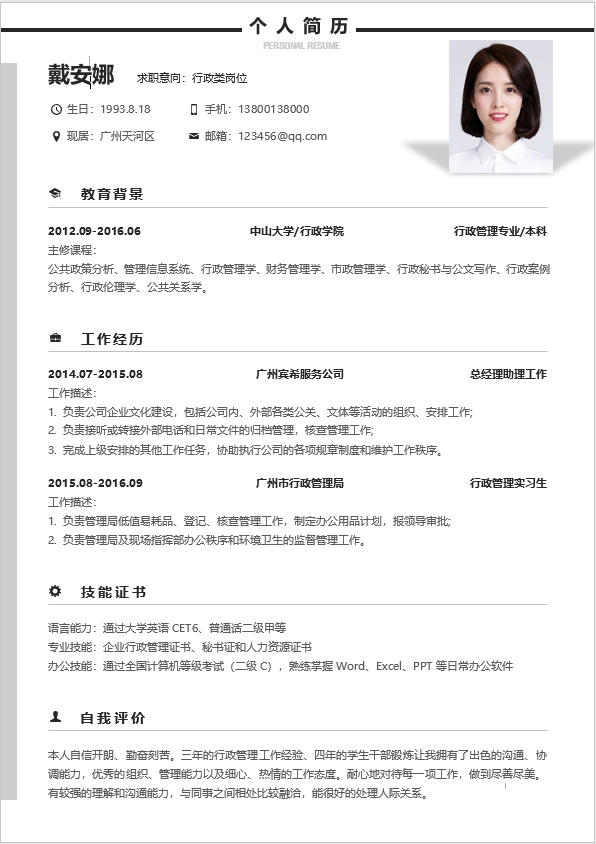 个人简历
PERSONAL RESUME
戴安娜 求职意向：行政类岗位
生日：1993.8.18 手机：13800138000
现居：广州天河区 邮箱：123456@qq.com
教育背景
2012.09-2016.06 中山大学/行政学院 行政管理专业/本科
主修课程：
公共政策分析、管理信息系统、行政管理学、财务管理学、市政管理学、行政秘书与公文写作、行政案例
分析、行政伦理学、公共关系学。
工作经历
2014.07-2015.08 广州宾希服务公司 总经理助理工作
工作描述：
1. 负责公司企业文化建设，包括公司内、外部各类公关、文体等活动的组织、安排工作;
2. 负责接听或转接外部电话和日常文件的归档管理，核查管理工作;
3. 完成上级安排的其他工作任务，协助执行公司的各项规章制度和维护工作秩序。
2015.08-2016.09 广州市行政管理局 行政管理实习生
工作描述：
1. 负责管理局低值易耗品、登记、核查管理工作，制定办公用品计划，报领导审批;
2. 负责管理局及现场指挥部办公秩序和环境卫生的监督管理工作。
技能证书
语言能力：通过大学英语 CET6、普通话二级甲等
专业技能：企业行政管理证书、秘书证和人力资源证书
办公技能：通过全国计算机等级考试（二级 C），熟练掌握 Word、Excel、PPT 等日常办公软件
自我评价
本人自信开朗、勤奋刻苦。三年的行政管理工作经验、四年的学生干部锻炼让我拥有了出色的沟通、协
调能力，优秀的组织、管理能力以及细心、热情的工作态度。耐心地对待每一项工作，做到尽善尽美。
有较强的理解和沟通能力，与同事之间相处比较融洽，能很好的处理人际关系。